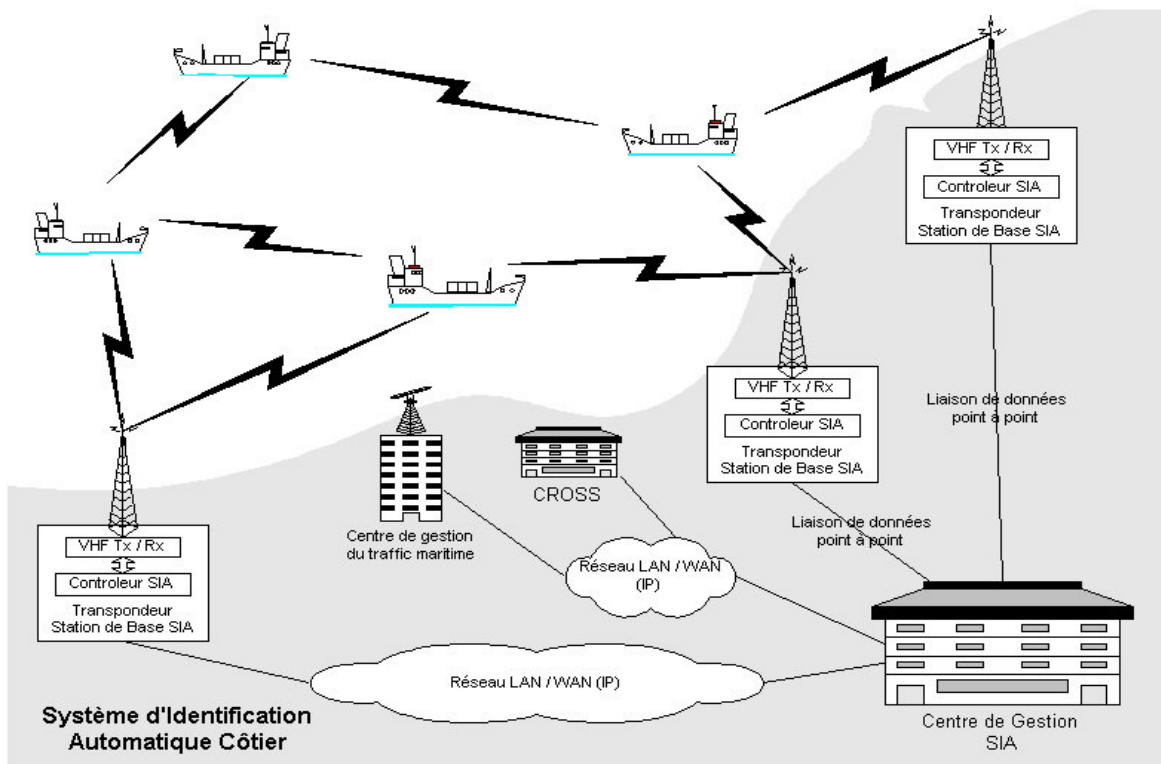 VHF Tx / Rx
Controleur SIA
Transpondeur
Station de Base SIA
VHF Tx / Rx
Controleur SIA
Transpondeur
Station de Base SIA
Liaison de données
point à point
CROSS
Centre de gestion
du traffic maritime
Liaison de données
point à point
VHF Tx / Rx
Controleur SIA
Transpondeur
Station de Base SIA
Réseau LAN / WAN
(IP)
Réseau LAN / WAN (IP)
Système d'Identification
Automatique Côtier
Centre de Gestion
SIA